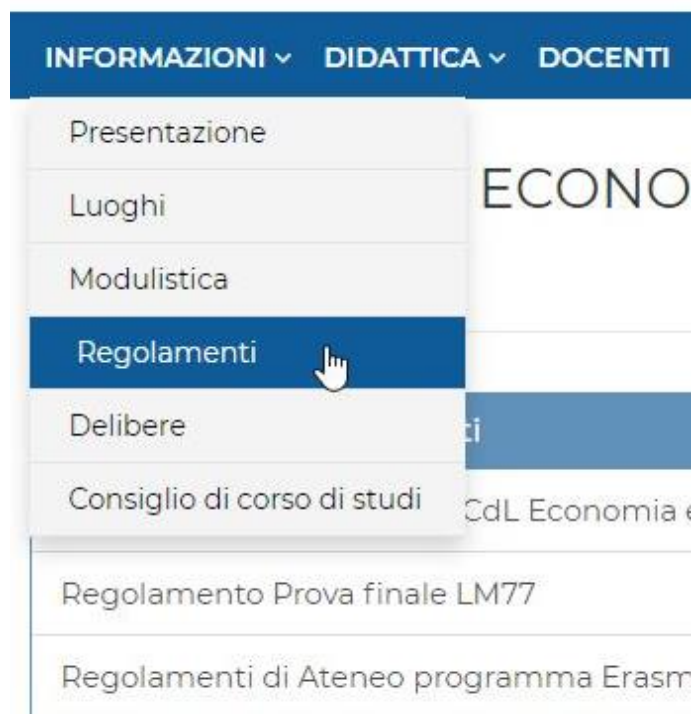 INFORMAZIONI DIDATTICA DOCENTI
Presentazione
Luoghi
ECONO
Modulistica
Regolamenti
Delibere
ti
Consiglio di corso di studi
CdL Economia e
Regolamento Prova finale LM77
Regolamenti di Ateneo programma Erasm